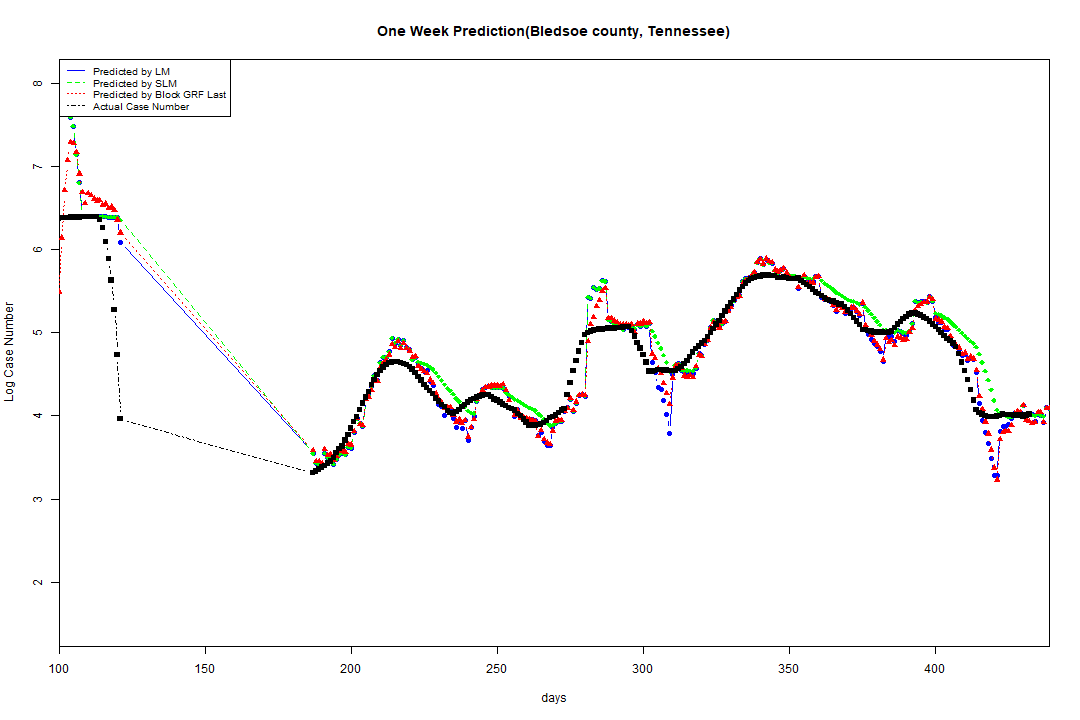 One Week Prediction(Bledsoe county, Tennessee)
Predicted by LM
Predicted by SLM
Predicted by Block GRF Last
Actual Case Number
8
7
6
5
4
3
2
Log Case Number
100 150 200 250 300 350 400
days